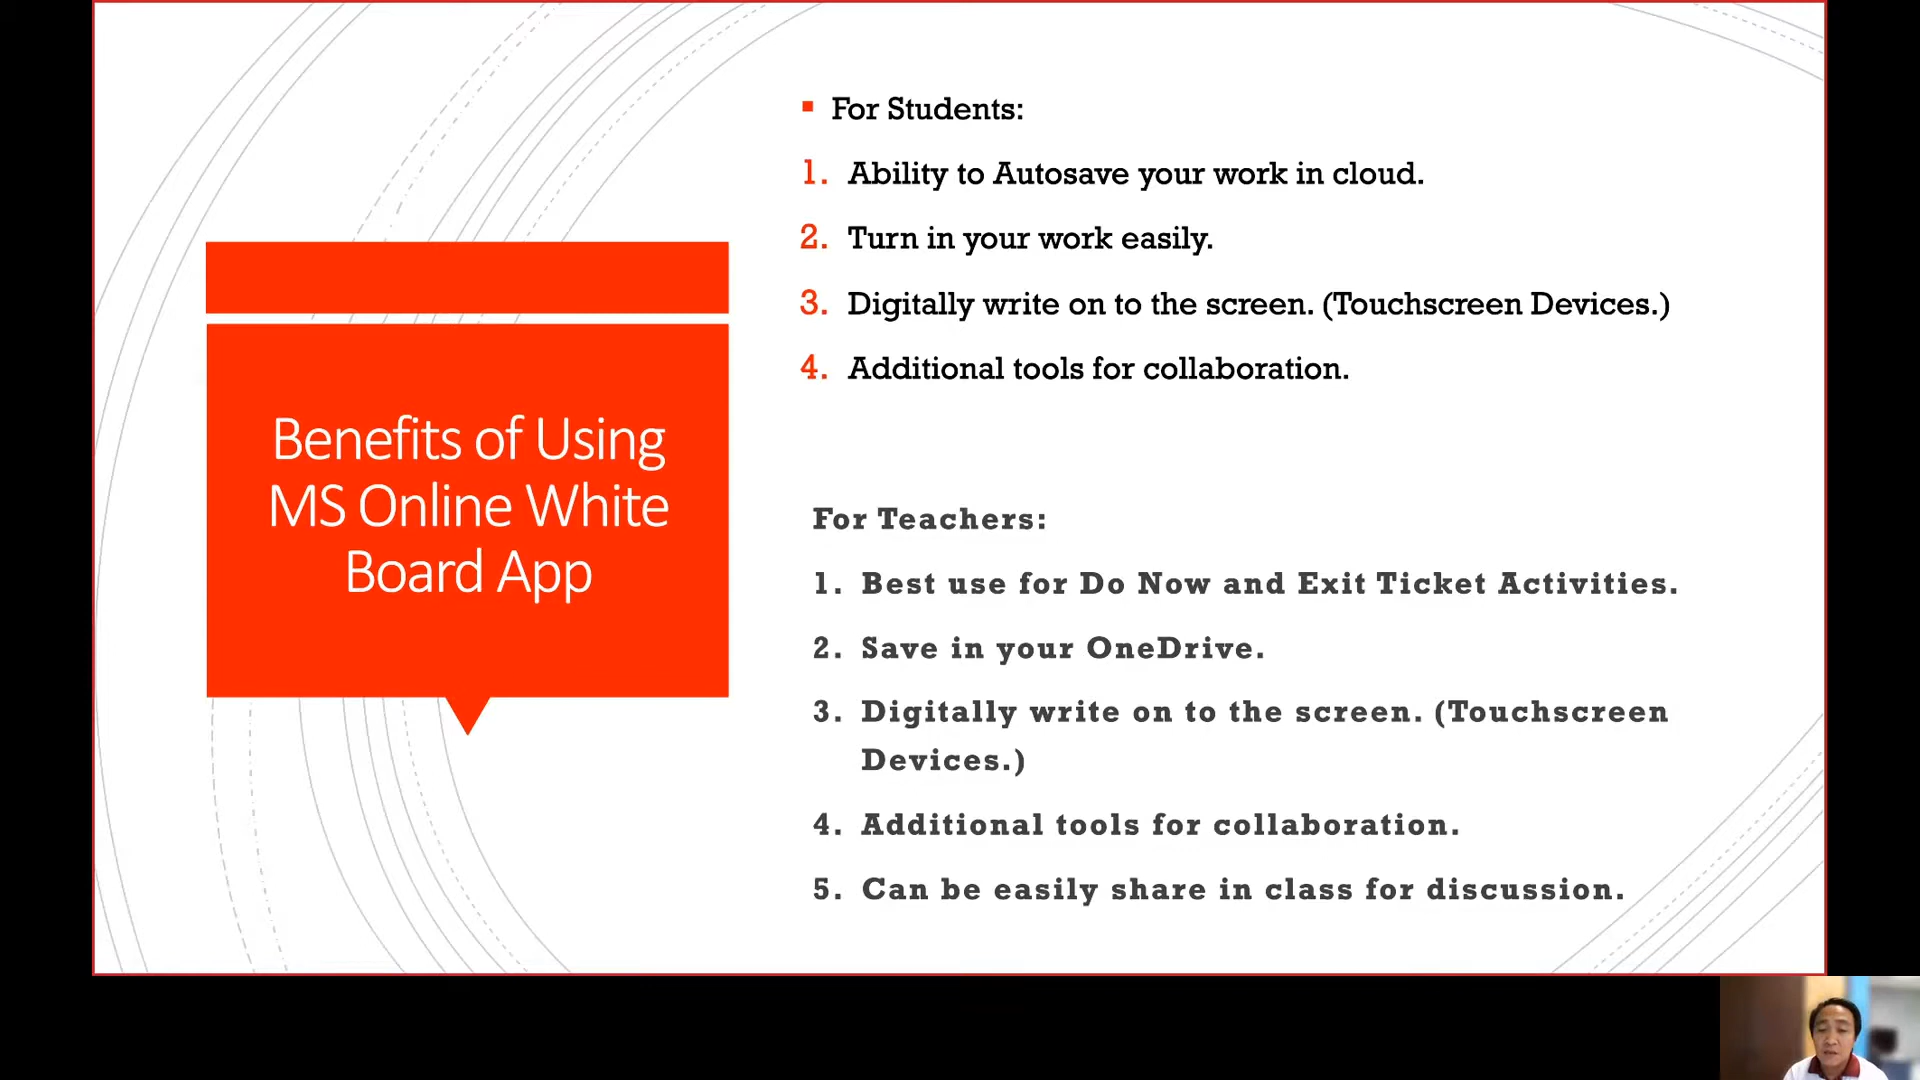 Benefits of Using
MS Online White
Board App
▪ For Students:
1. Ability to Autosave your work in cloud.
2. Turn in your work easily.
3. Digitally write on to the screen. (Touchscreen Devices.)
4. Additional tools for collaboration.
For Teachers:
1. Best use for Do Now and Exit Ticket Activities.
2. Save in your OneDrive.
3. Digitally write on to the screen. (Touchscreen
Devices.)
4. Additional tools for collaboration.
5. Can be easily share in class for discussion.